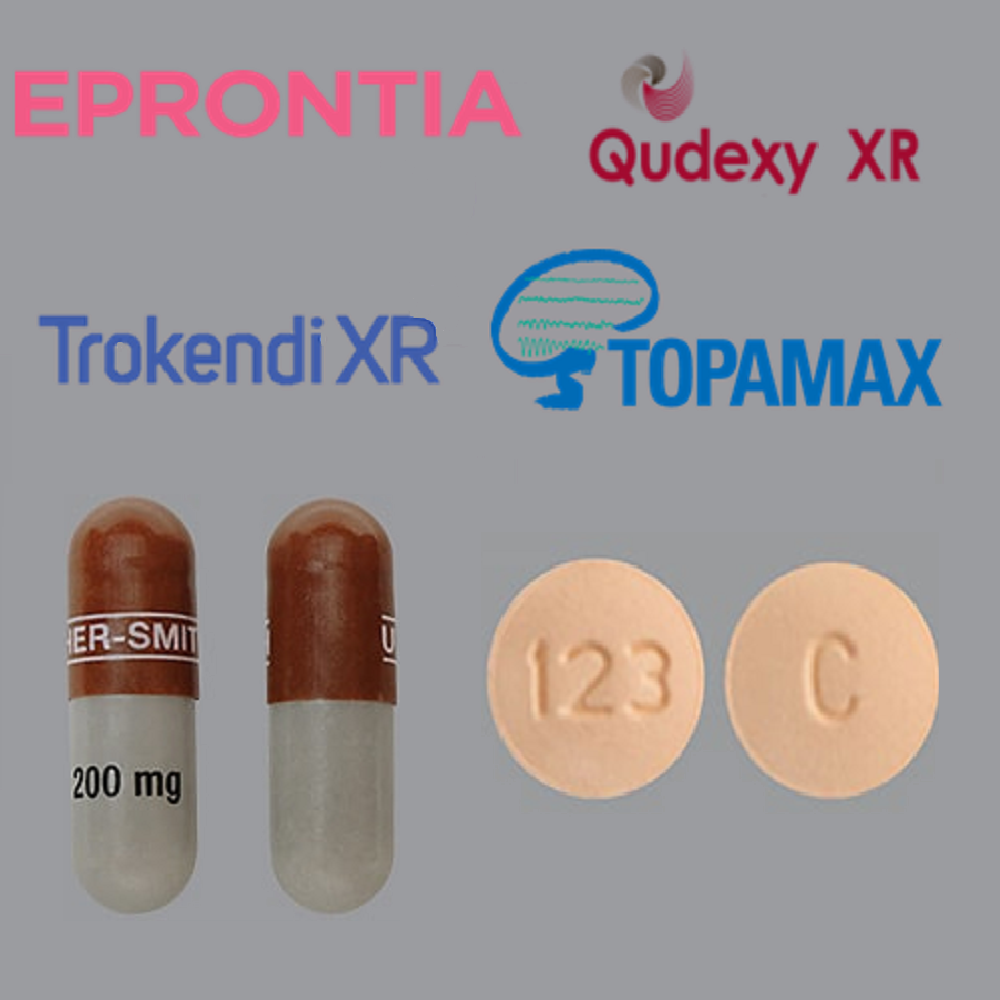 EPRONTIA
Qudexy XR
Trokendi XR
TOPAMAX
HER-SMIT
U
200 mg
123
C